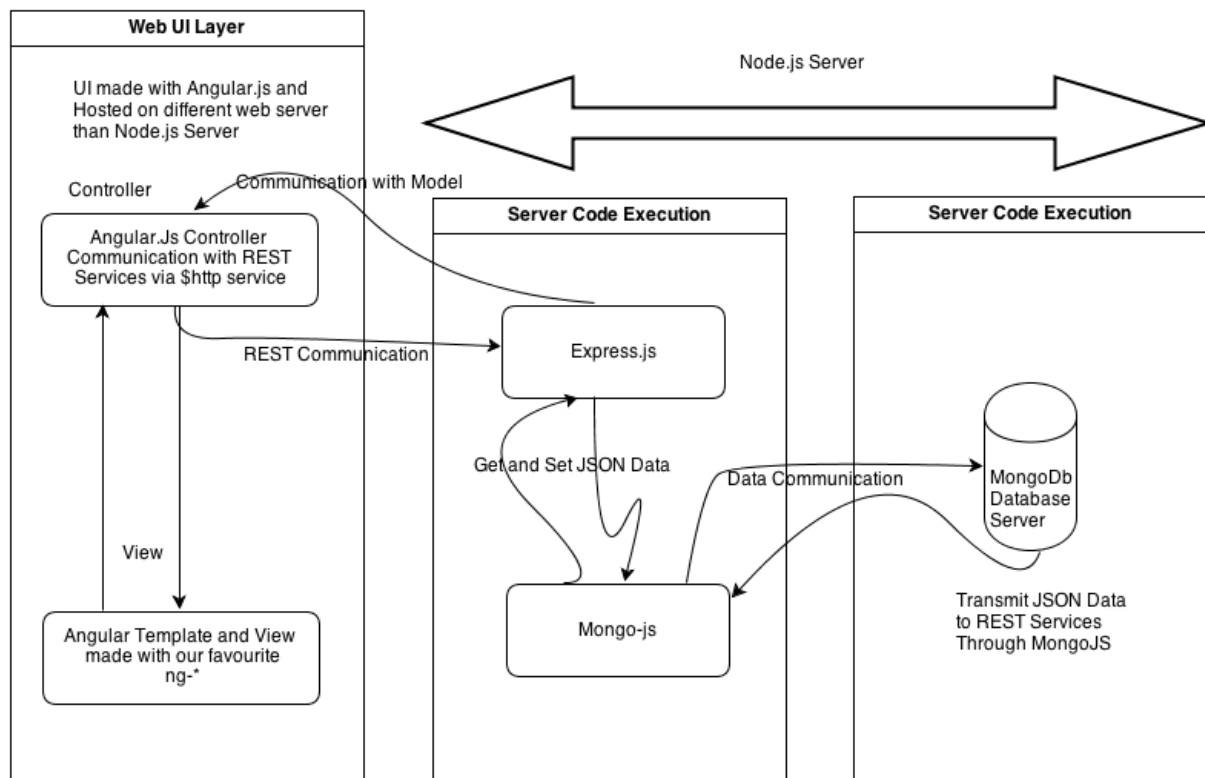 Web UI Layer
UI made with Angular.js and
Hosted on different web server
than Node.js Server
Node.js Server
Controller
Communication with Model
Angular.Js Controller
Communication with REST
Services via $http service
REST Communication
View
Angular Template and View
made with our favourite
ng-*
Server Code Execution
Express.js
Get and Set JSON Data
Mongo-js
Data Communication
Server Code Execution
MongoDb
Database
Server
Transmit JSON Data
to REST Services
Through MongoJS